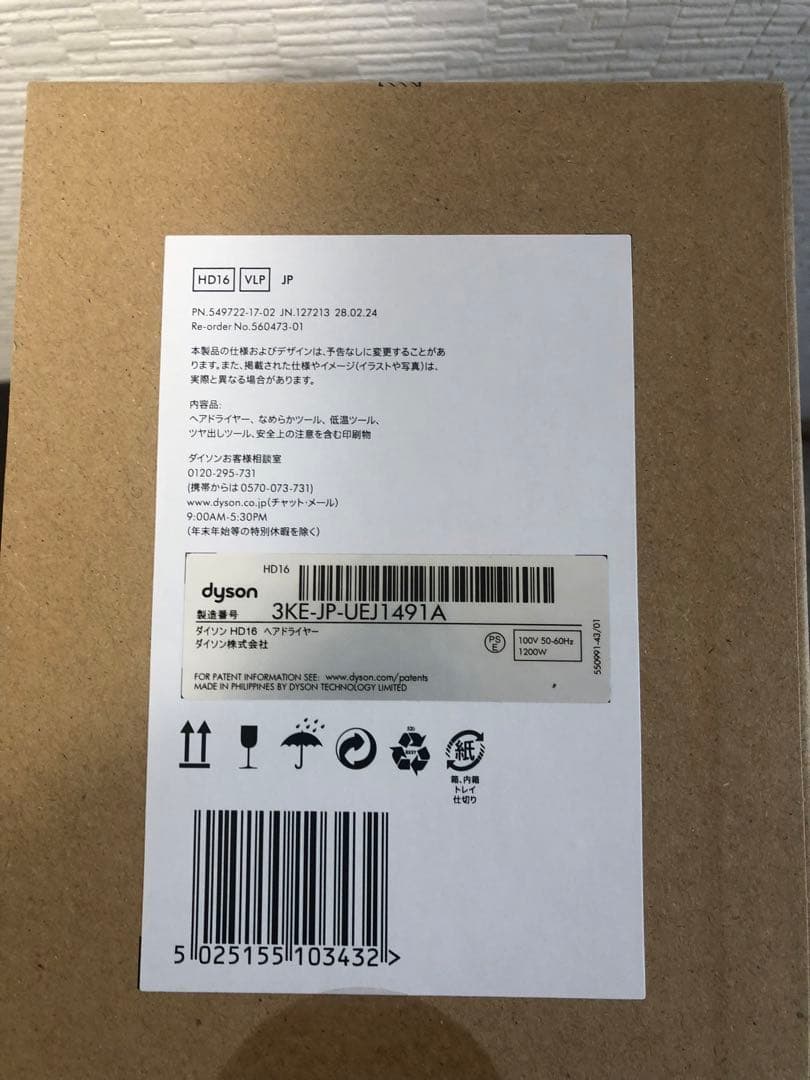 HD16 VLP JP
PN.549722-17-02 JN.127213 28.02.24
Re-order No.560473-01
本製品の仕様およびデザインは、予告なしに変更することがあ
ります。また、掲載された仕様やイメージ(イラストや写真)は、
実際と異なる場合があります。
内容品:
ヘアドライヤー、なめらかツール、低温ツール、
ツヤ出しツール、安全上の注意を含む印刷物
ダイソンお客様相談室
0120-295-731
(携帯からは 0570-073-731)
www.dyson.co.jp(チャット・メール)
9:00AM-5:30PM
(年末年始等の特別休暇を除く)
HD16
dyson
製造番号 3KE-JP-UEJ1491A
ダイソン HD16 ヘアドライヤー
ダイソン株式会社
PS
E
100V 50-60Hz
1200W
550991-43/01
FOR PATENT INFORMATION SEE: www.dyson.com/patents
MADE IN PHILIPPINES BY DYSON TECHNOLOGY LIMITED
紙
箱、内箱
トレイ
仕切り
5 025155 103432 >